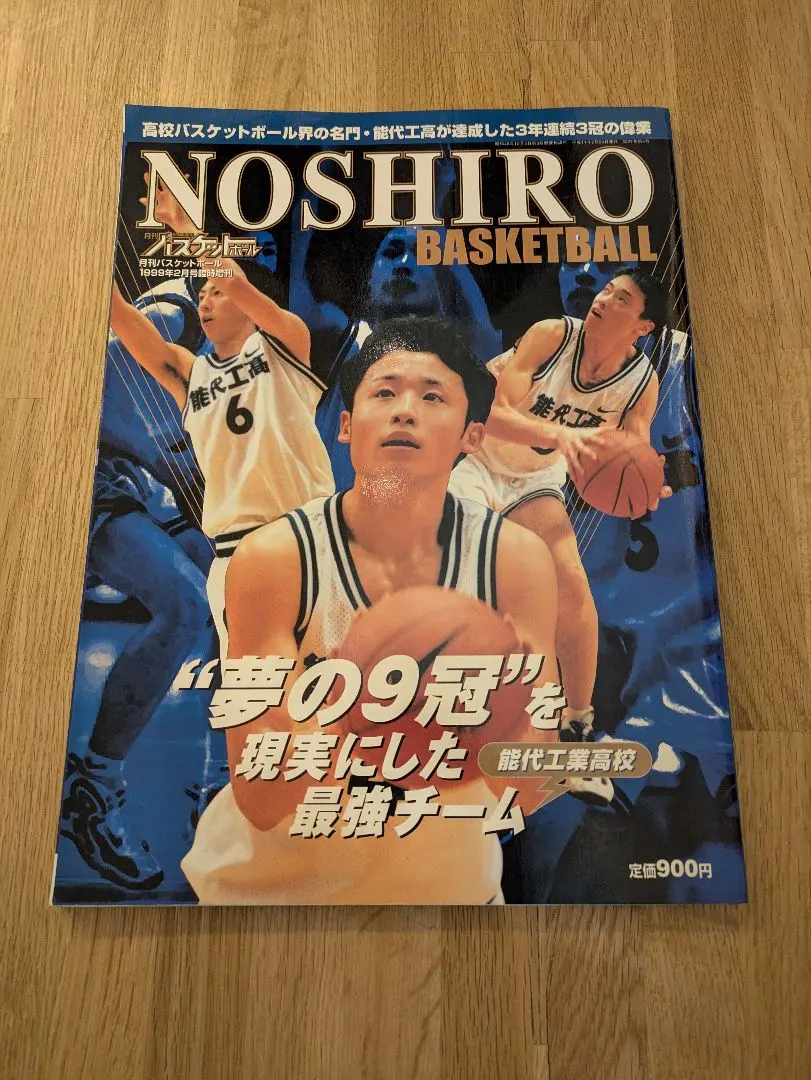 高校バスケットボール界の名門・能代工高が達成した3年連続3冠の偉業
NOSHIRO
BASKETBALL
月刊
バスケットボール
月刊バスケットボール
1999年2月号臨時増刊
能代工高
6
能代工高
"夢の9冠"を
現実にした
能代工業高校
最強チーム
定価900円